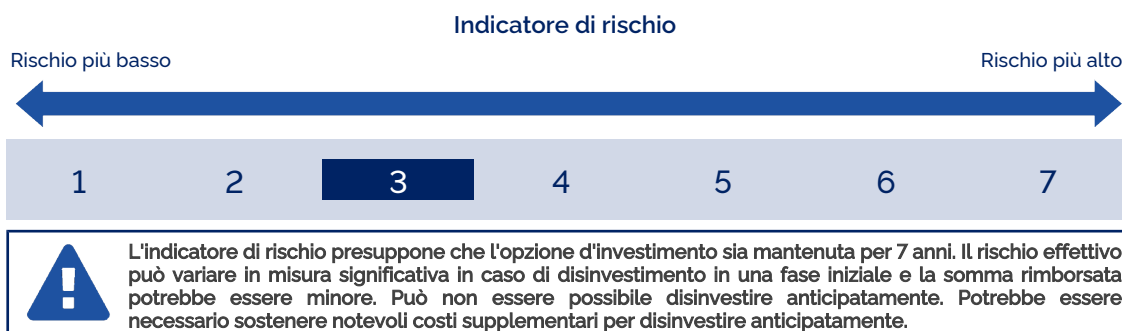 Indicatore di rischio
Rischio più basso
Rischio più alto
1 2 3 4 5 6 7
L'indicatore di rischio presuppone che l'opzione d'investimento sia mantenuta per 7 anni. Il rischio effettivo
può variare in misura significativa in caso di disinvestimento in una fase iniziale e la somma rimborsata
potrebbe essere minore. Può non essere possibile disinvestire anticipatamente. Potrebbe essere
necessario sostenere notevoli costi supplementari per disinvestire anticipatamente.